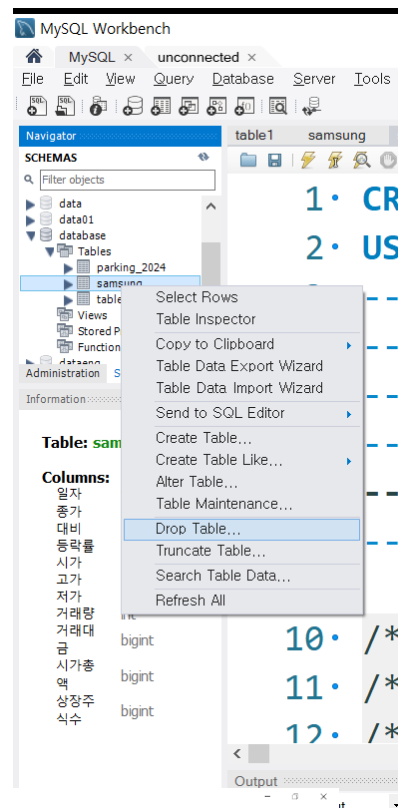 MySQL Workbench
MySQL × unconnected ×
File Edit View Query Database Server Tools
Navigator
table1 samsung
SCHEMAS
Filter objects
data
data01
database
Tables
parking_2024
samsung
table
Views
Stored P
Function
dataeng
Administration S
Information
Select Rows
Table Inspector
Copy to Clipboard
Table Data Export Wizard
Table Data Import Wizard
Send to SQL Editor
Create Table...
Create Table Like...
Alter Table...
Table Maintenance...
Drop Table...
Truncate Table...
Search Table Data...
Refresh All
Table: sam
Columns:
일자
종가
대비
등락률
시가
고가
저가
거래량 int
거래대
금 bigint
시가총
액 bigint
상장주
식수 bigint
1 CR
2 US
10 /*
11 /*
12 /*
Output